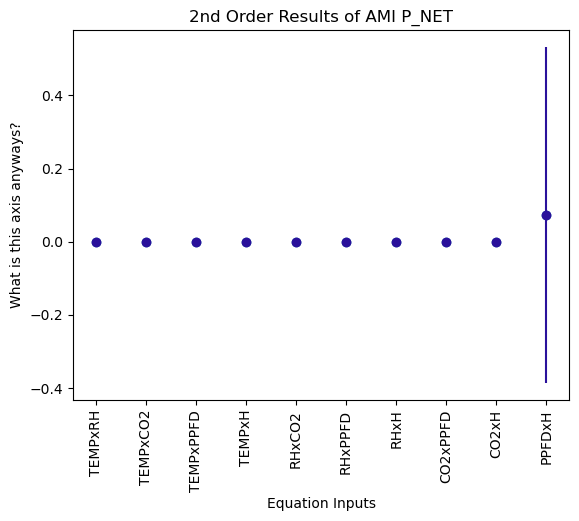 2nd Order Results of AMI P_NET
What is this axis anyways?
0.4
0.2
0.0
−0.2
−0.4
TEMPxRH
TEMPxCO2
TEMPxPPFD
TEMPxH
RHxCO2
RHxPPFD
RHxH
CO2xPPFD
CO2xH
PPFDxH
Equation Inputs